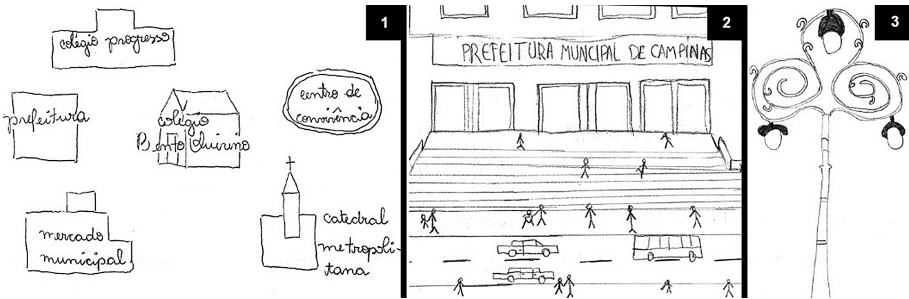 1
colégio progresso
prefeitura
colégio
Bento Quirino
centro de
convivência
mercado
municipal
catedral
metropoli-
tana
2
PREFEITURA MUNCIPAL DE CAMPINAS
3